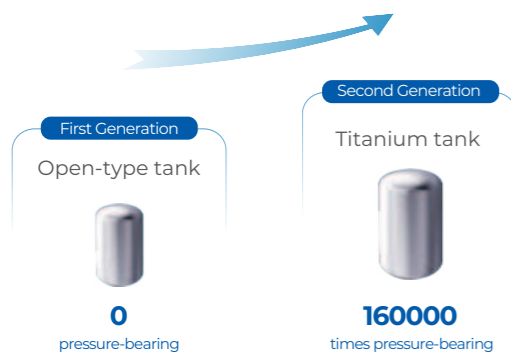 First Generation
Open-type tank
0
pressure-bearing
Second Generation
Titanium tank
160000
times pressure-bearing